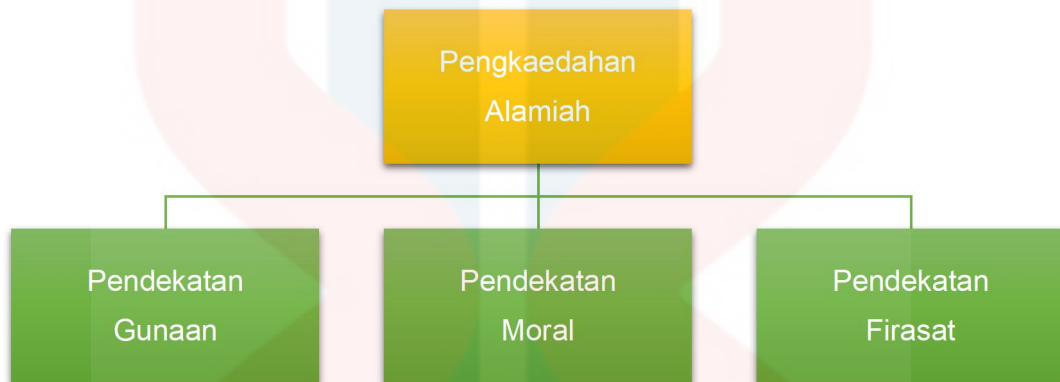 Pengkaedahan
Alamiah
Pendekatan
Gunaan
Pendekatan
Moral
Pendekatan
Firasat